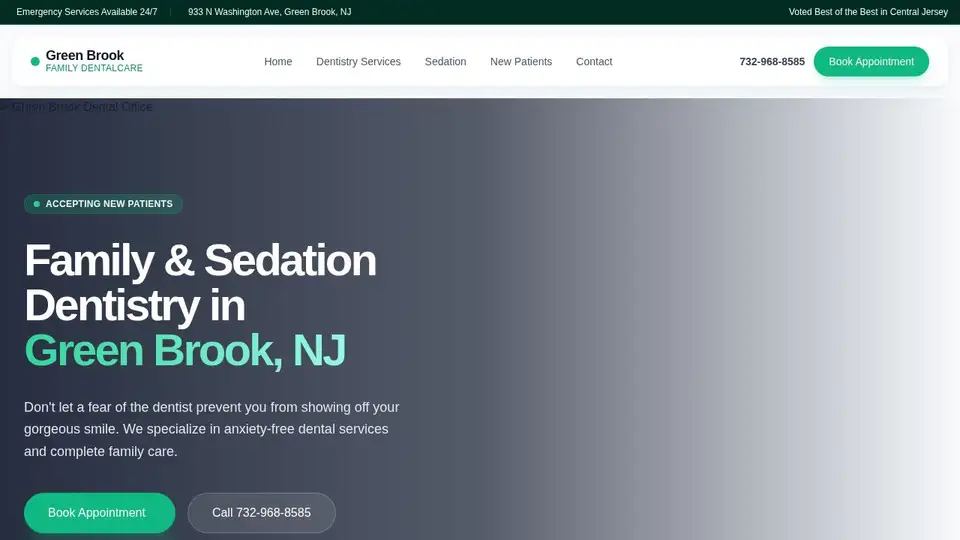 Emergency Services Available 24/7 | 933 N Washington Ave, Green Brook, NJ
Voted Best of the Best in Central Jersey
Green Brook
FAMILY DENTALCARE
Home Dentistry Services Sedation New Patients Contact
732-968-8585
Book Appointment
Green Brook Dental Office
ACCEPTING NEW PATIENTS
Family & Sedation
Dentistry in
Green Brook, NJ
Don't let a fear of the dentist prevent you from showing off your
gorgeous smile. We specialize in anxiety-free dental services
and complete family care.
Book Appointment
Call 732-968-8585